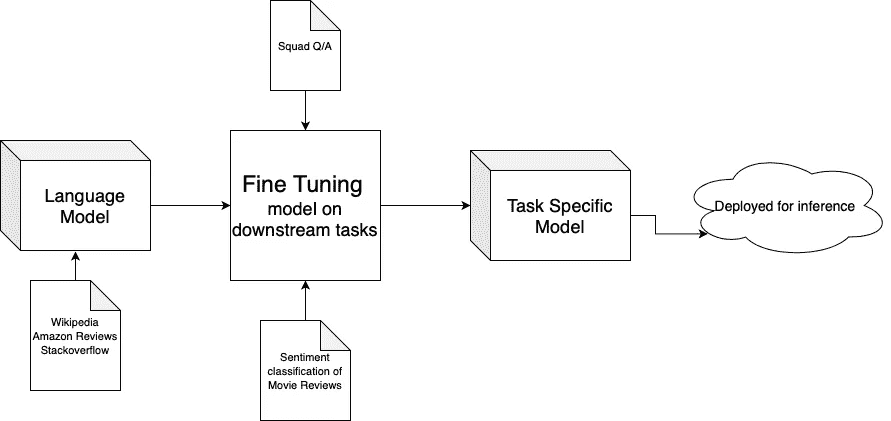 Squad Q/A
Language
Model
Fine Tuning
model on
downstream tasks
Task Specific
Model
Deployed for inference
Wikipedia
Amazon Reviews
Stackoverflow
Sentiment
classification of
Movie Reviews